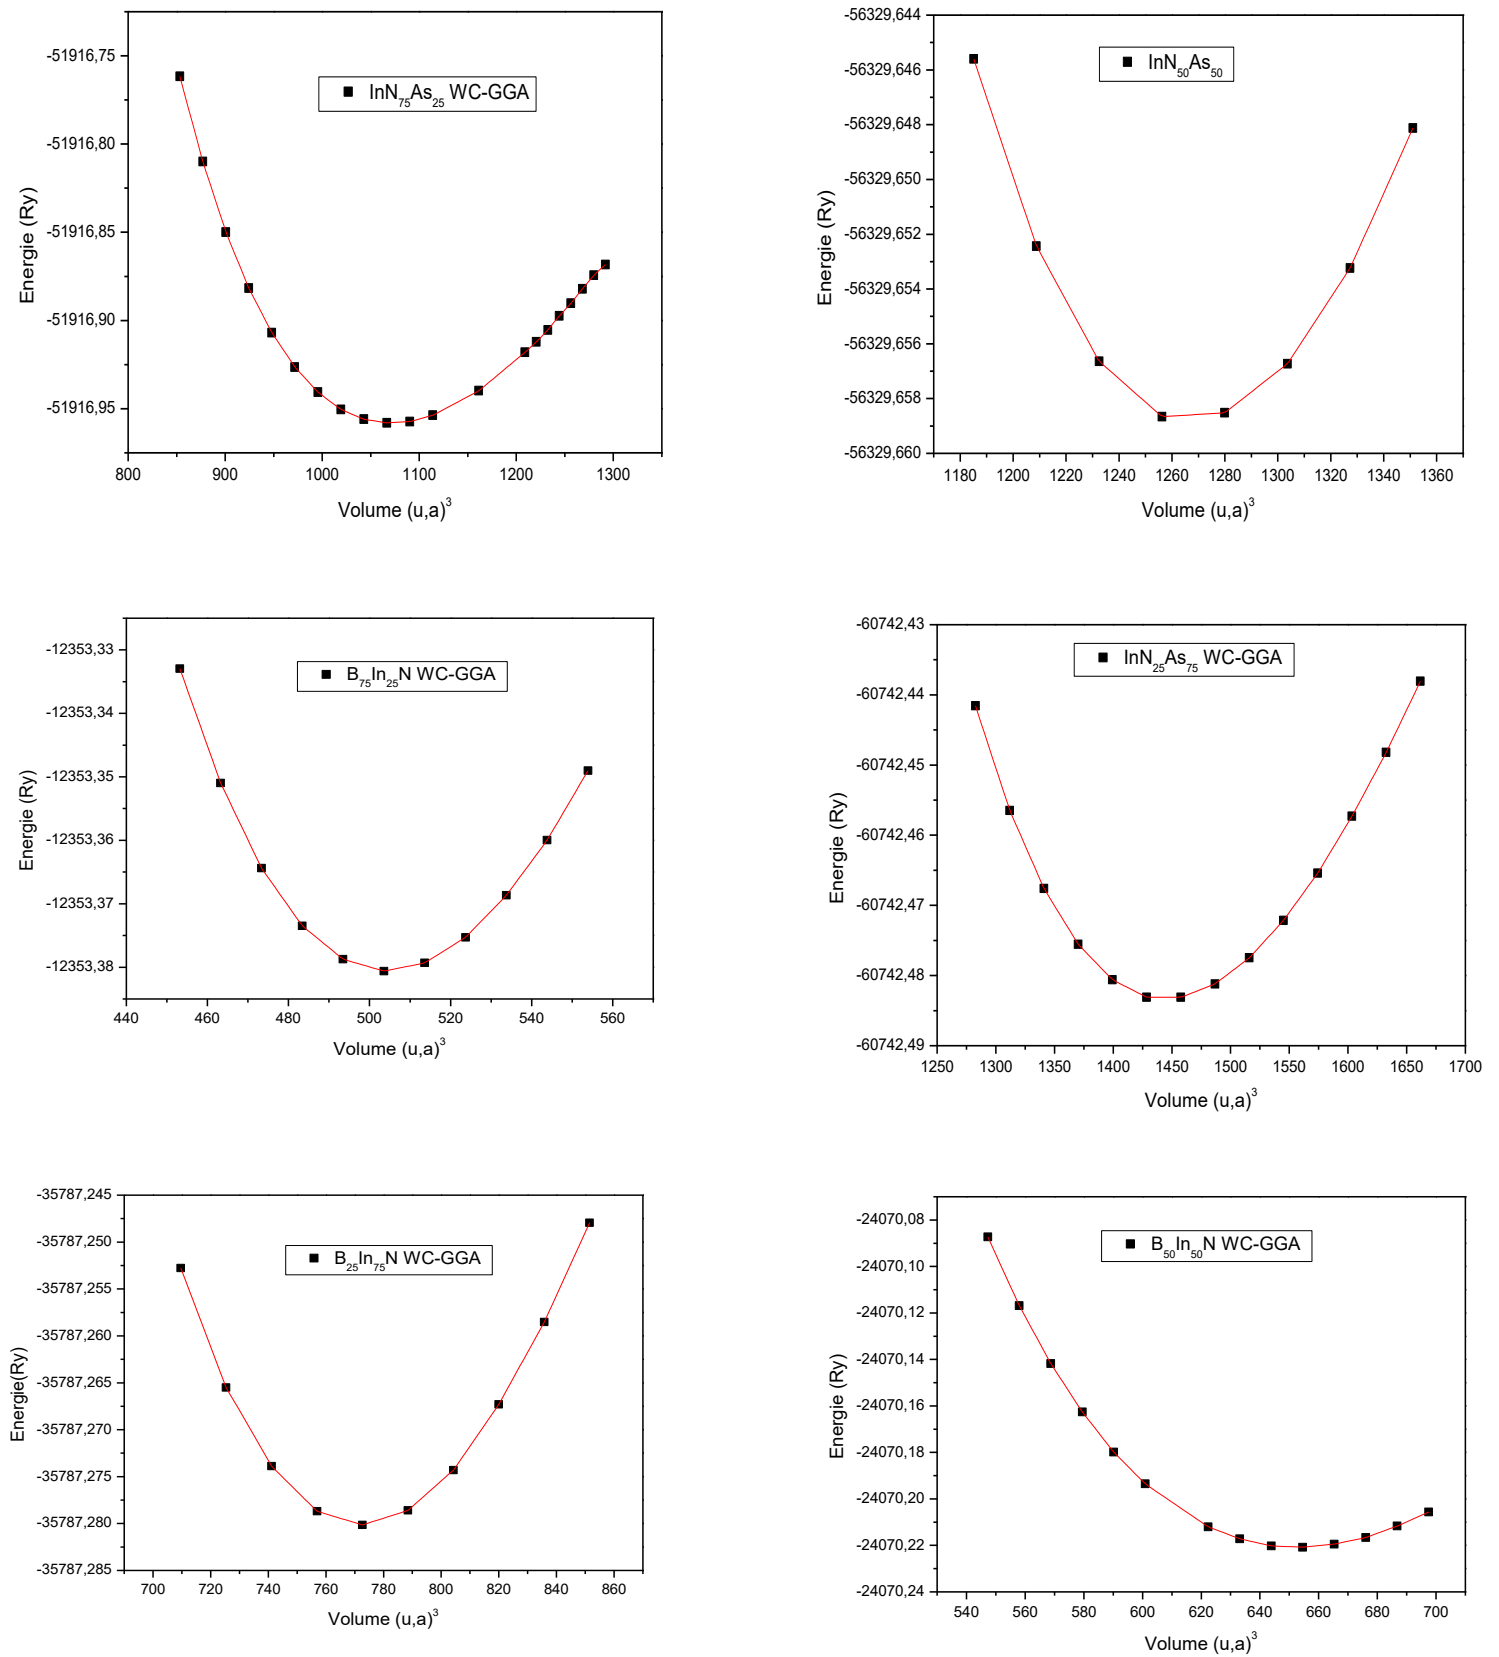 -51916,75
-51916,80
-51916,85
-51916,90
-51916,95
800 900 1000 1100 1200 1300
Energie (Ry)
Volume (u,a)³
InN₇₅As₂₅ WC-GGA
-56329,644
-56329,646
-56329,648
-56329,650
-56329,652
-56329,654
-56329,656
-56329,658
-56329,660
1180 1200 1220 1240 1260 1280 1300 1320 1340 1360
Energie (Ry)
Volume (u,a)³
InN₅₀As₅₀
-12353,33
-12353,34
-12353,35
-12353,36
-12353,37
-12353,38
440 460 480 500 520 540 560
Energie (Ry)
Volume (u,a)³
B₇₅In₂₅N WC-GGA
-60742,43
-60742,44
-60742,45
-60742,46
-60742,47
-60742,48
-60742,49
1250 1300 1350 1400 1450 1500 1550 1600 1650 1700
Energie (Ry)
Volume (u,a)³
InN₂₅As₇₅ WC-GGA
-35787,245
-35787,250
-35787,255
-35787,260
-35787,265
-35787,270
-35787,275
-35787,280
-35787,285
700 720 740 760 780 800 820 840 860
Energie(Ry)
Volume (u,a)³
B₂₅In₇₅N WC-GGA
-24070,08
-24070,10
-24070,12
-24070,14
-24070,16
-24070,18
-24070,20
-24070,22
-24070,24
540 560 580 600 620 640 660 680 700
Energie (Ry)
Volume (u,a)³
B₅₀In₅₀N WC-GGA